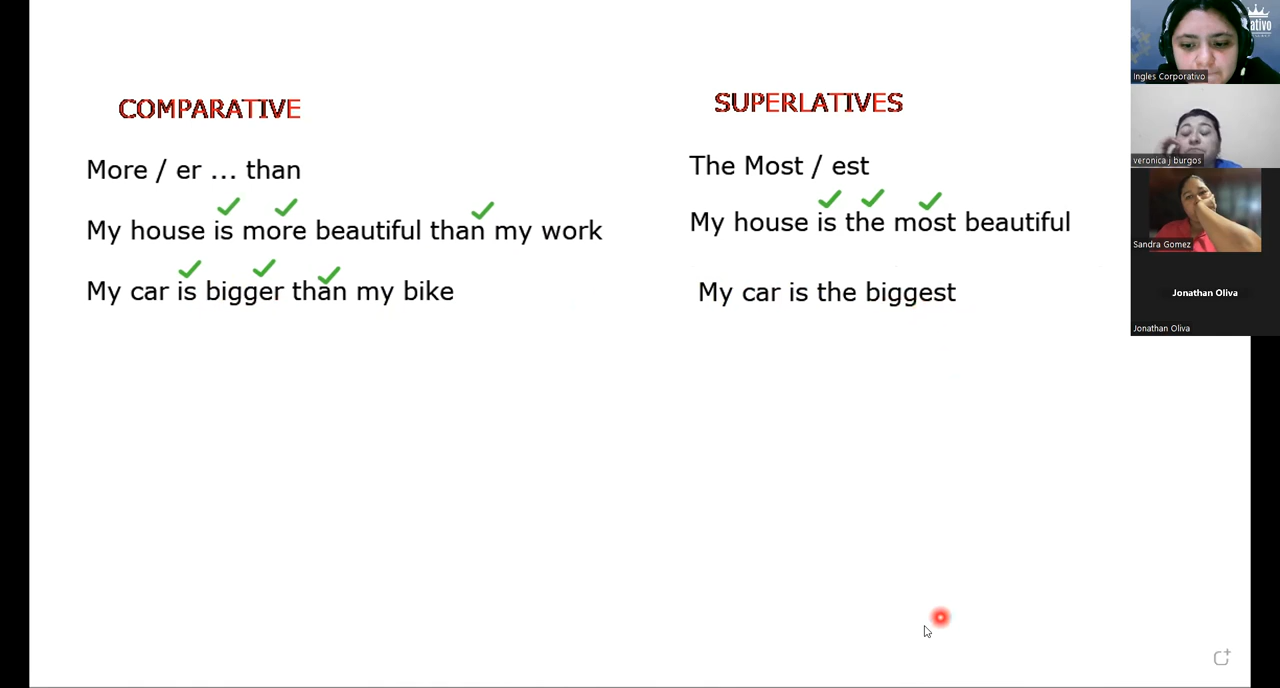 COMPARATIVE
More / er ... than
My house is more beautiful than my work
My car is bigger than my bike
SUPERLATIVES
The Most / est
My house is the most beautiful
My car is the biggest
ativo
Ingles Corporativo
veronica j burgos
Sandra Gomez
Jonathan Oliva
Jonathan Oliva